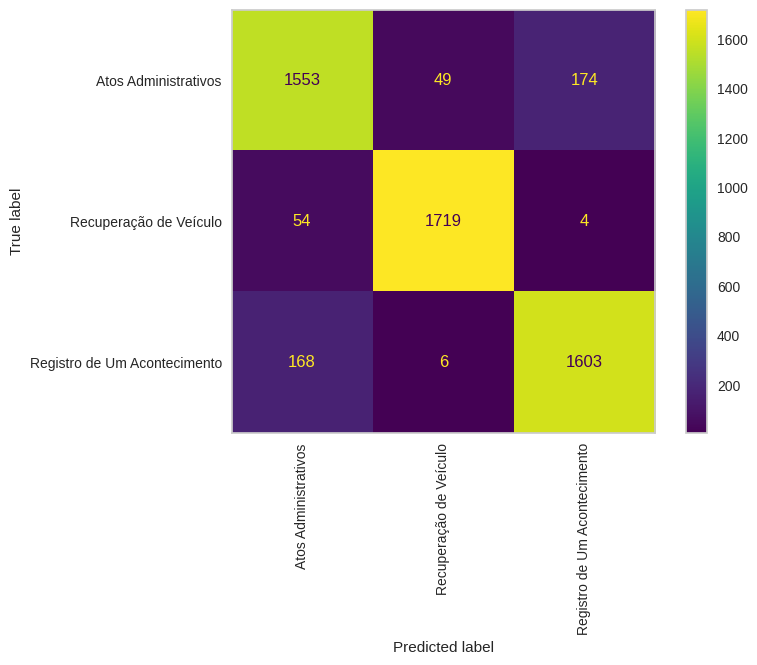 Atos Administrativos 1553 49 174
Recuperação de Veículo 54 1719 4
Registro de Um Acontecimento 168 6 1603
True label
Atos Administrativos
Recuperação de Veículo
Registro de Um Acontecimento
Predicted label
1600
1400
1200
1000
800
600
400
200